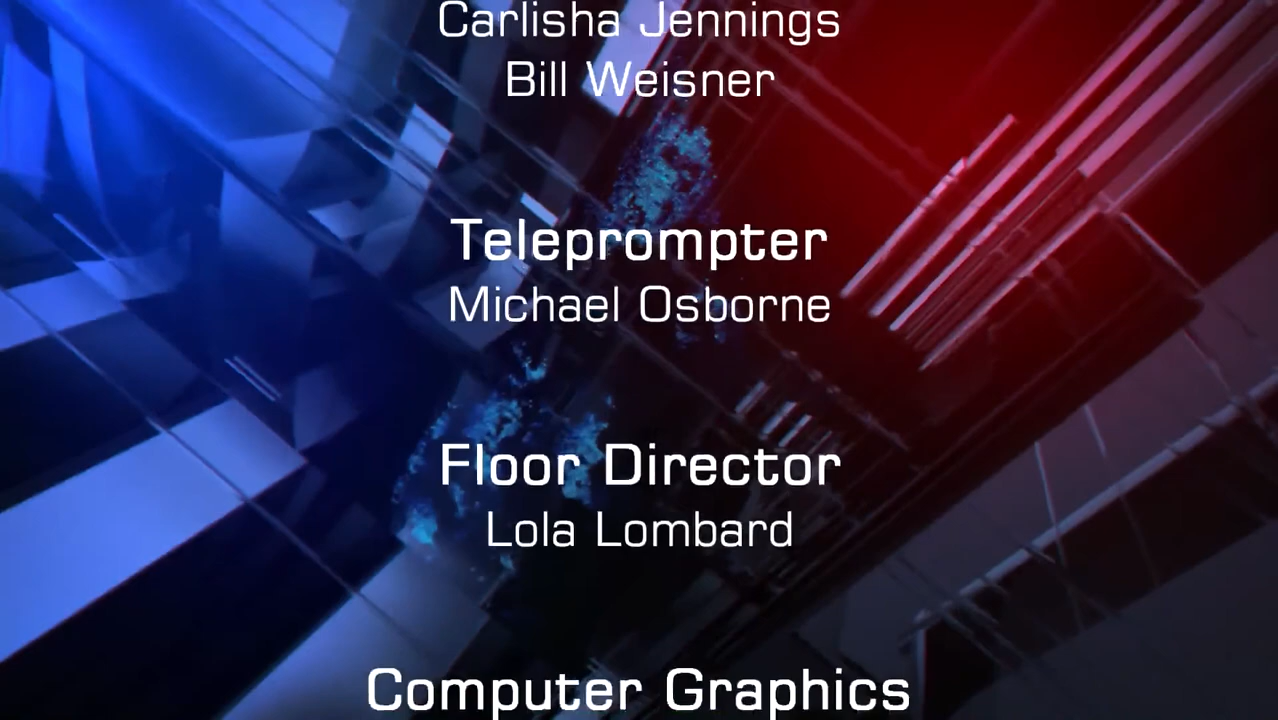 Carlisha Jennings
Bill Weisner
Teleprompter
Michael Osborne
Floor Director
Lola Lombard
Computer Graphics